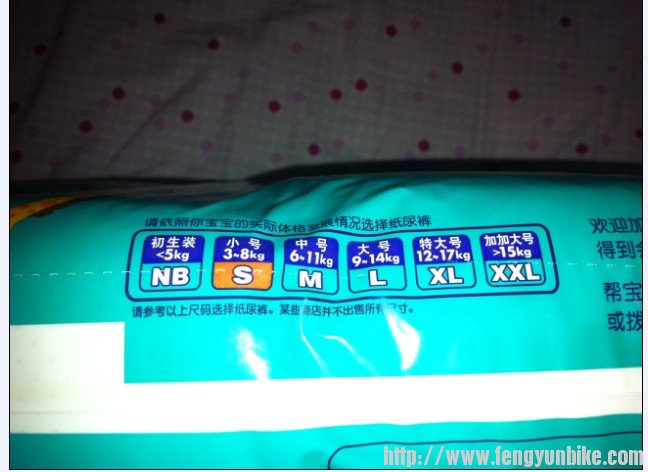 请依照你宝宝的实际体格发展情况选择纸尿裤
初生装 小号 中号 大号 特大号 加加大号
<5kg 3~8kg 6~11kg 9~14kg 12~17kg >15kg
NB S M L XL XXL
请参考以上尺码选择纸尿裤。某些商店并不出售所有尺寸。
欢迎加
得到
帮宝
或拨
http://www.fengyunbike.com